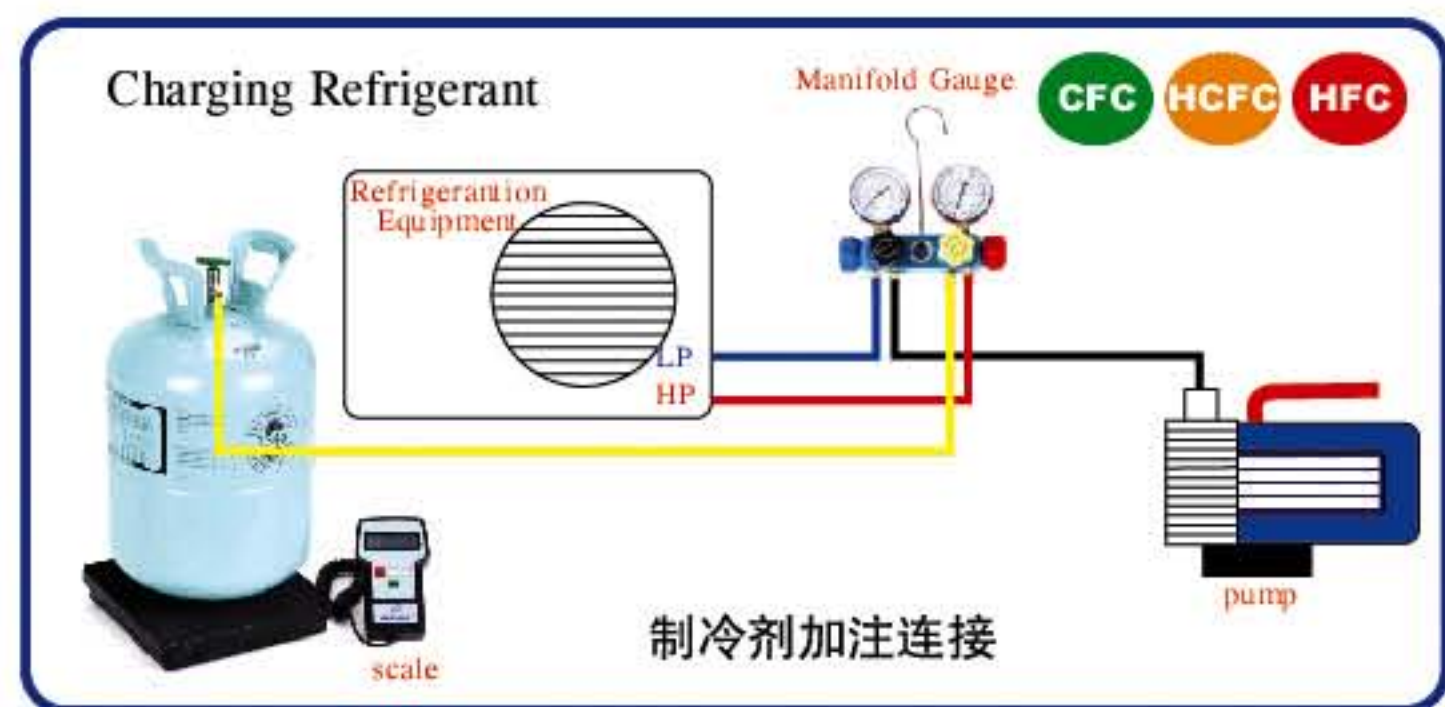 Charging Refrigerant
Manifold Gauge
CFC
HCFC
HFC
Refrigerantion
Equipment
LP
HP
pump
scale
制冷剂加注连接